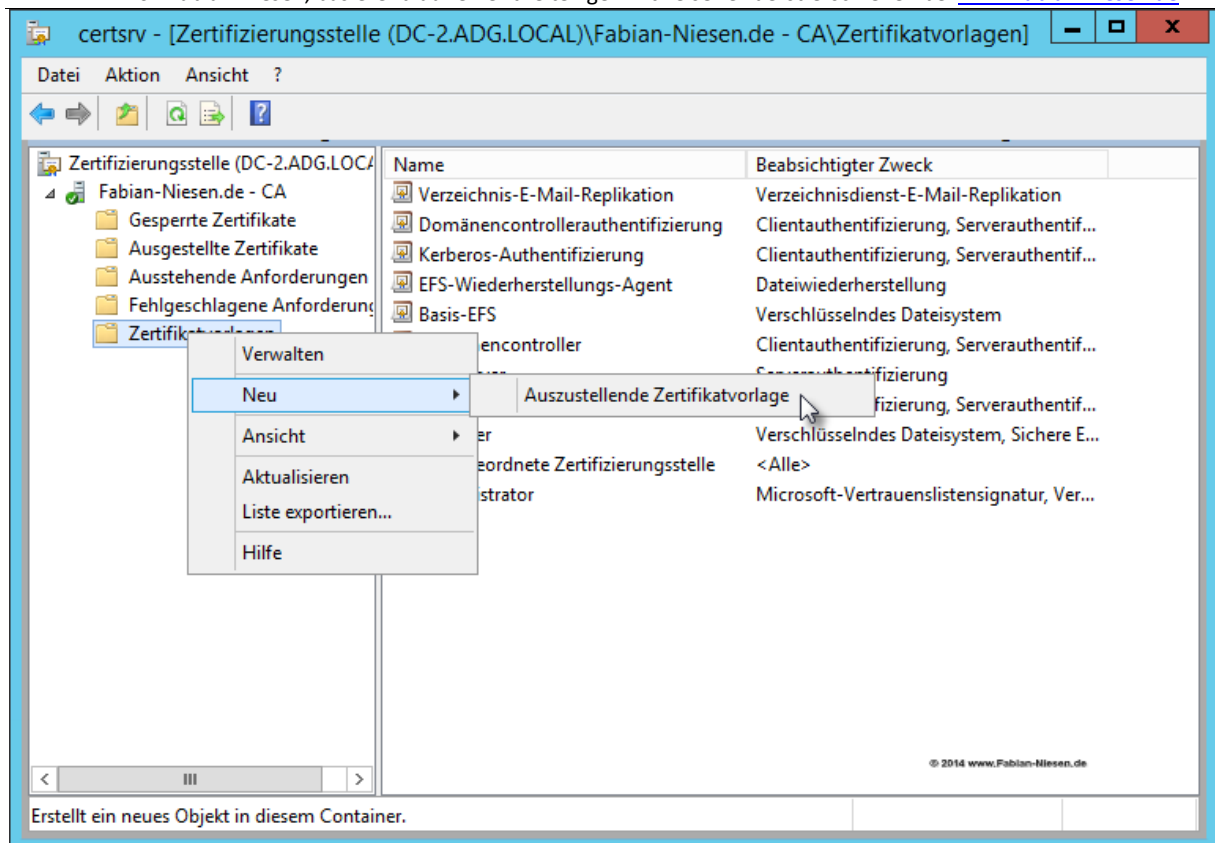 certsrv - [Zertifizierungsstelle (DC-2.ADG.LOCAL)\Fabian-Niesen.de - CA\Zertifikatvorlagen]
Datei Aktion Ansicht ?
Zertifizierungsstelle (DC-2.ADG.LOCA
Fabian-Niesen.de - CA
Gesperrte Zertifikate
Ausgestellte Zertifikate
Ausstehende Anforderungen
Fehlgeschlagene Anforderung
Verwalten
Neu
Auszustellende Zertifikatvorlage
Ansicht
Aktualisieren
Liste exportieren...
Hilfe
Name Beabsichtigter Zweck
Verzeichnis-E-Mail-Replikation Verzeichnisdienst-E-Mail-Replikation
Domänencontrollerauthentifizierung Clientauthentifizierung, Serverauthentif...
Kerberos-Authentifizierung Clientauthentifizierung, Serverauthentif...
EFS-Wiederherstellungs-Agent Dateiwiederherstellung
Basis-EFS Verschlüsselndes Dateisystem
encontroller Clientauthentifizierung, Serverauthentif...
fizierung
fizierung, Serverauthentif...
er Verschlüsselndes Dateisystem, Sichere E...
eordnete Zertifizierungsstelle <Alle>
istrator Microsoft-Vertrauenslistensignatur, Ver...
© 2014 www.Fabian-Niesen.de
Erstellt ein neues Objekt in diesem Container.